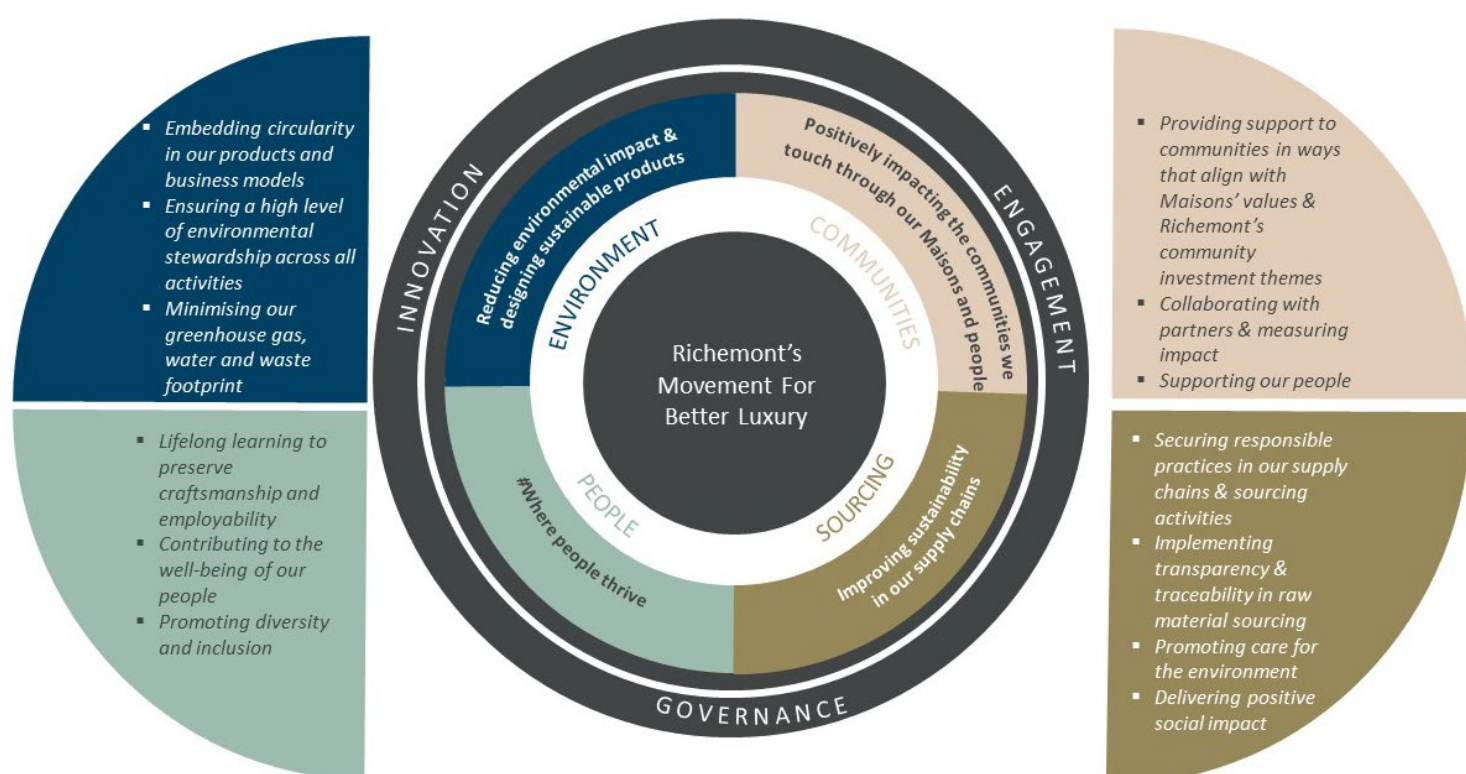 ▪ Embedding circularity
in our products and
business models
▪ Ensuring a high level
of environmental
stewardship across all
activities
▪ Minimising our
greenhouse gas,
water and waste
footprint
▪ Lifelong learning to
preserve
craftsmanship and
employability
▪ Contributing to the
well-being of our
people
▪ Promoting diversity
and inclusion
INNOVATION
ENGAGEMENT
GOVERNANCE
Reducing environmental impact &
designing sustainable products
Positively impacting the communities we
touch through our Maisons and people
ENVIRONMENT
COMMUNITIES
Richemont's
Movement For
Better Luxury
PEOPLE
SOURCING
#Where people thrive
Improving sustainability
in our supply chains
▪ Providing support to
communities in ways
that align with
Maisons' values &
Richemont's
community
investment themes
▪ Collaborating with
partners & measuring
impact
▪ Supporting our people
▪ Securing responsible
practices in our supply
chains & sourcing
activities
▪ Implementing
transparency &
traceability in raw
material sourcing
▪ Promoting care for
the environment
▪ Delivering positive
social impact